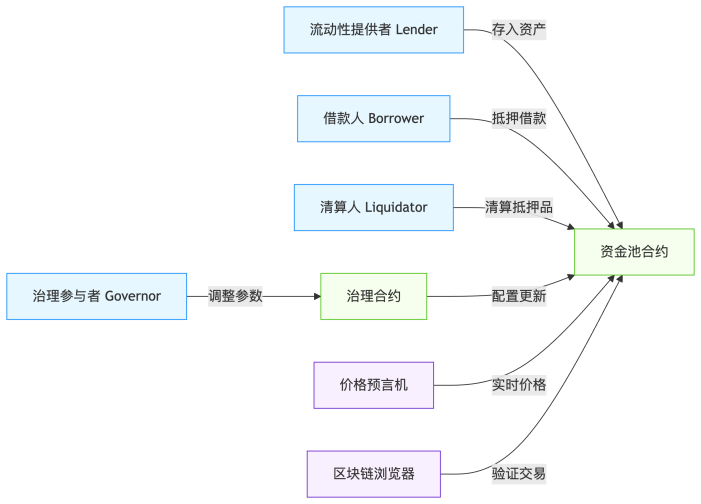 流动性提供者 Lender
存入资产
借款人 Borrower
抵押借款
清算人 Liquidator
清算抵押品
资金池合约
治理参与者 Governor
调整参数
治理合约
配置更新
价格预言机
实时价格
区块链浏览器
验证交易